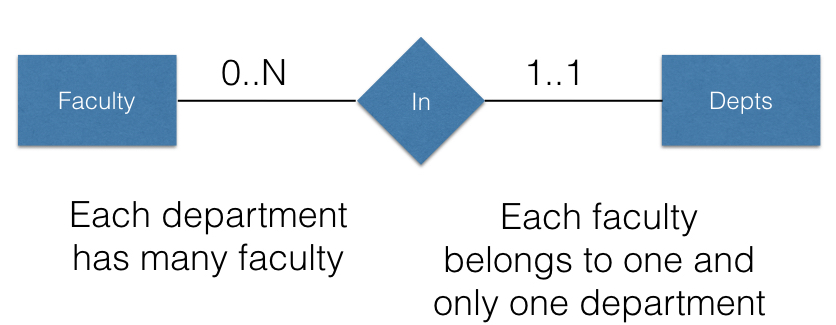 0..N
1..1
Faculty
In
Depts
Each department
has many faculty
Each faculty
belongs to one and
only one department